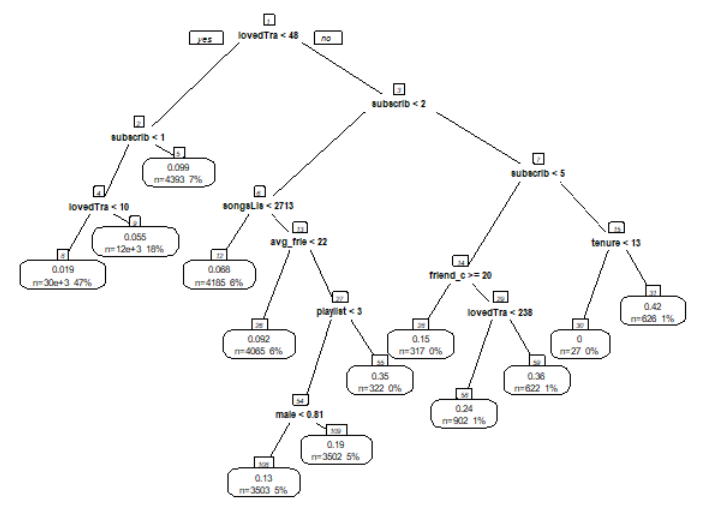 1
yes
lovedTra < 48
no
3
subscrib < 2
2
subscrib < 1
5
0.099
n=4393 7%
7
subscrib < 5
4
lovedTra < 10
9
0.055
n=12e+3 18%
8
0.019
n=30e+3 47%
6
songsLis < 2713
12
0.068
n=4185 6%
13
avg_frie < 22
26
0.092
n=4065 6%
27
playlist < 3
55
0.35
n=322 0%
54
male < 0.81
109
0.19
n=3502 5%
108
0.13
n=3503 5%
14
friend_c >= 20
28
0.15
n=317 0%
29
lovedTra < 238
58
0.24
n=902 1%
59
0.36
n=622 1%
15
tenure < 13
30
0
n=27 0%
31
0.42
n=626 1%